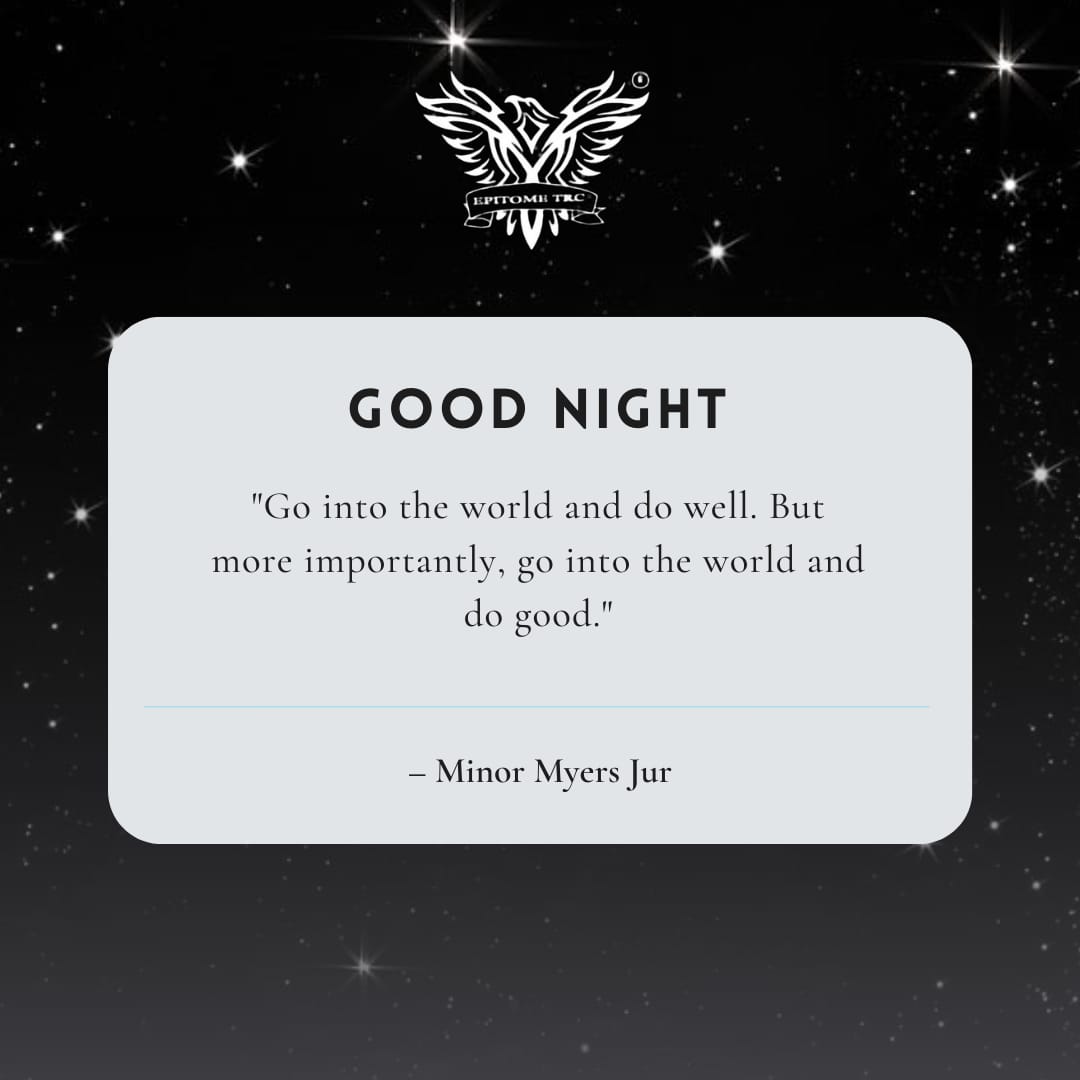 EPITOME TRC
GOOD NIGHT
"Go into the world and do well. But
more importantly, go into the world and
do good."
– Minor Myers Jur